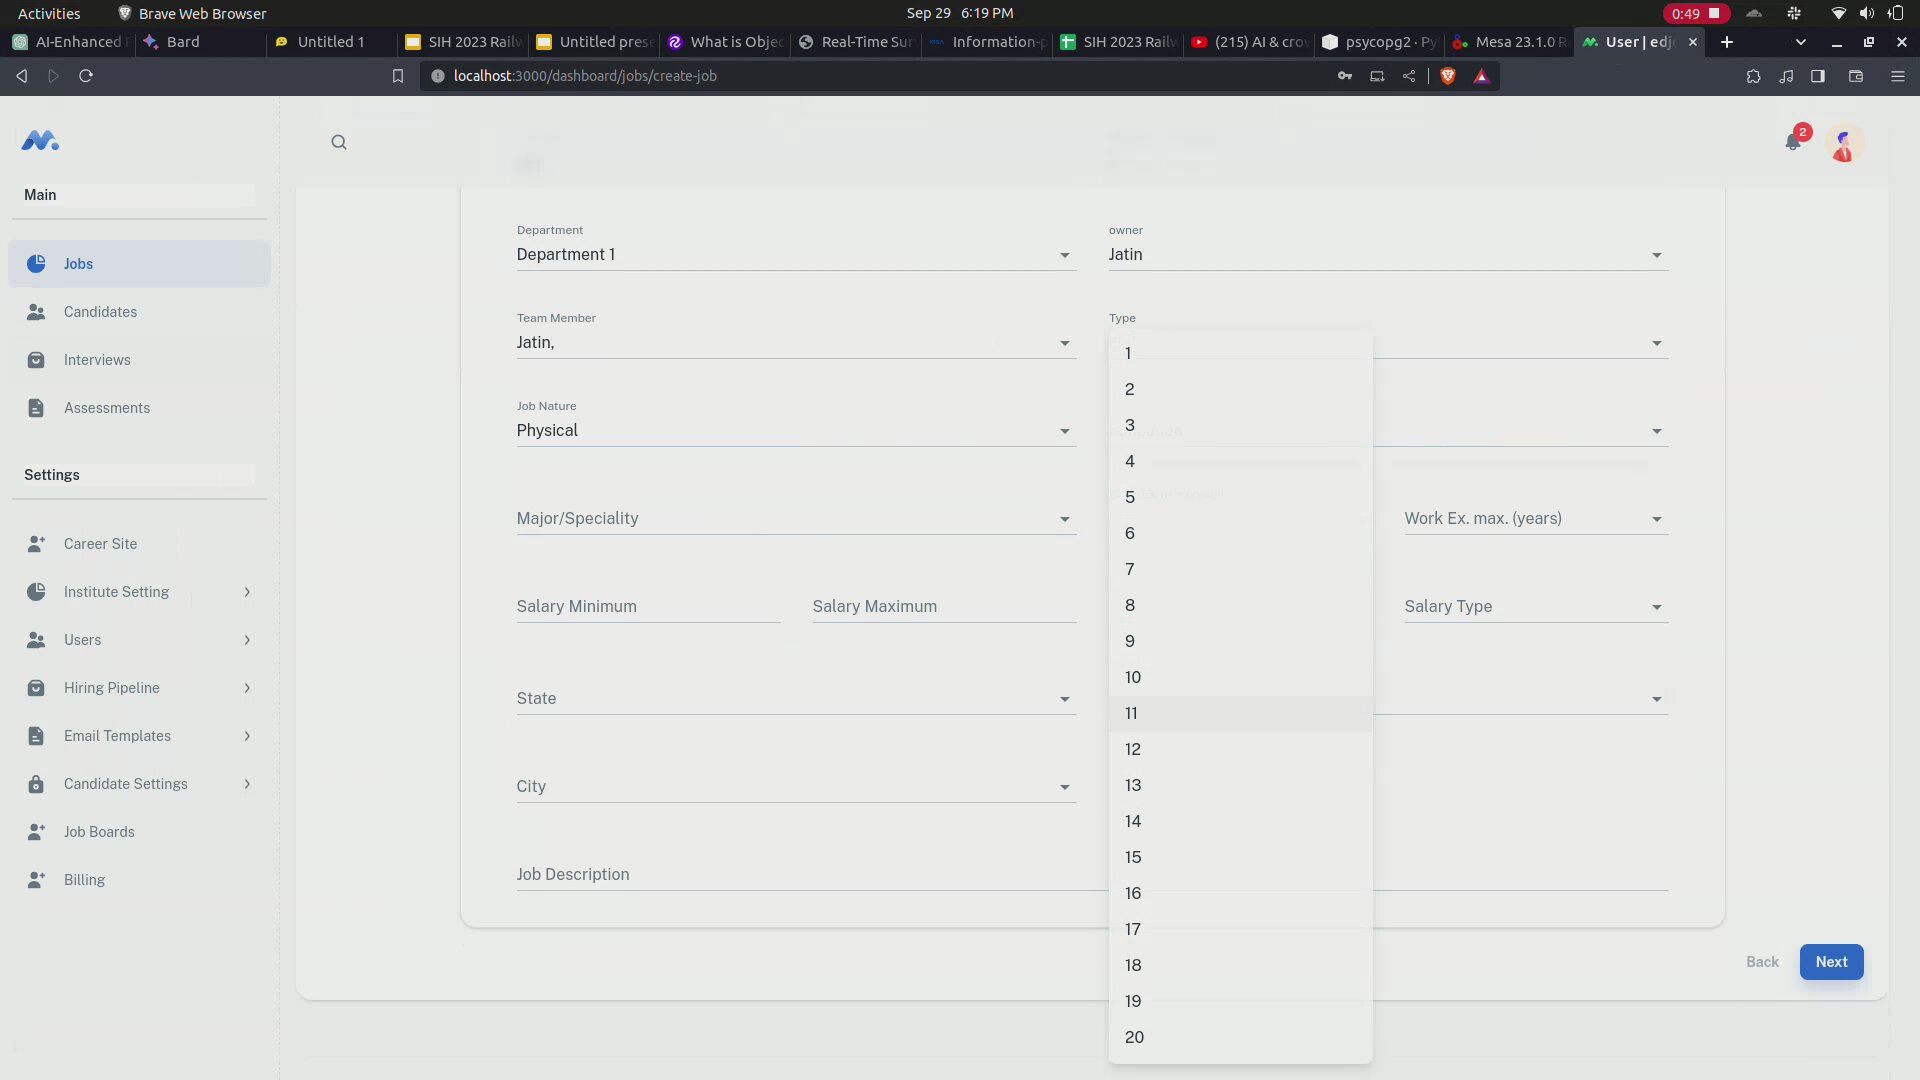 Activities
Brave Web Browser
Sep 29 6:19 PM
0:49
AI-Enhanced
Bard
Untitled 1
SIH 2023 Railw
Untitled prese
What is Objec
Real-Time Sur
Information-p
SIH 2023 Railw
(215) AI & crow
psycopg2 · Py
Mesa 23.1.0 R
User | edjo
localhost:3000/dashboard/jobs/create-job
2
Main
Jobs
Candidates
Interviews
Assessments
Settings
Career Site
Institute Setting
Users
Hiring Pipeline
Email Templates
Candidate Settings
Job Boards
Billing
Department
Department 1
owner
Jatin
Team Member
Jatin,
Type
Job Nature
Physical
Major/Speciality
Work Ex. max. (years)
Salary Minimum
Salary Maximum
Salary Type
State
City
Job Description
1
2
3
4
5
6
7
8
9
10
11
12
13
14
15
16
17
18
19
20
Back
Next